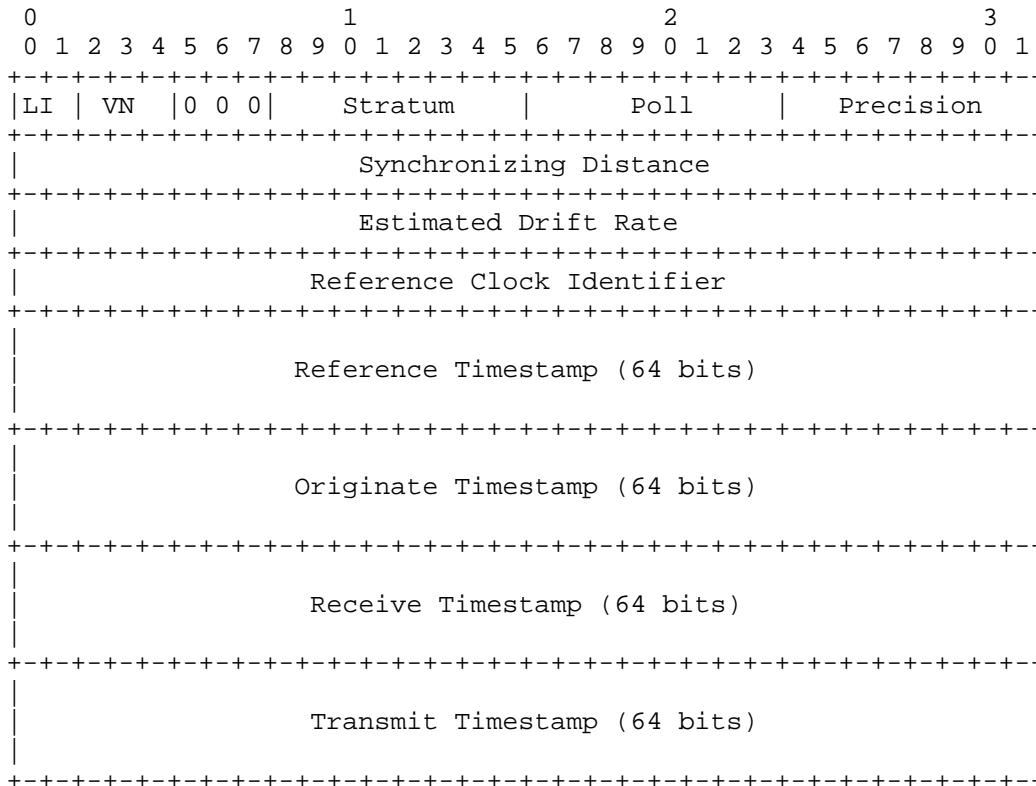 0                   1                   2                   3
 0 1 2 3 4 5 6 7 8 9 0 1 2 3 4 5 6 7 8 9 0 1 2 3 4 5 6 7 8 9 0 1
+-+-+-+-+-+-+-+-+-+-+-+-+-+-+-+-+-+-+-+-+-+-+-+-+-+-+-+-+-+-+-+--
|LI | VN  |0 0 0|    Stratum    |      Poll     |   Precision
+-+-+-+-+-+-+-+-+-+-+-+-+-+-+-+-+-+-+-+-+-+-+-+-+-+-+-+-+-+-+-+--
|                     Synchronizing Distance
+-+-+-+-+-+-+-+-+-+-+-+-+-+-+-+-+-+-+-+-+-+-+-+-+-+-+-+-+-+-+-+--
|                     Estimated Drift Rate
+-+-+-+-+-+-+-+-+-+-+-+-+-+-+-+-+-+-+-+-+-+-+-+-+-+-+-+-+-+-+-+--
|                  Reference Clock Identifier
+-+-+-+-+-+-+-+-+-+-+-+-+-+-+-+-+-+-+-+-+-+-+-+-+-+-+-+-+-+-+-+--
|
|                 Reference Timestamp (64 bits)
|
+-+-+-+-+-+-+-+-+-+-+-+-+-+-+-+-+-+-+-+-+-+-+-+-+-+-+-+-+-+-+-+--
|
|                 Originate Timestamp (64 bits)
|
+-+-+-+-+-+-+-+-+-+-+-+-+-+-+-+-+-+-+-+-+-+-+-+-+-+-+-+-+-+-+-+--
|
|                  Receive Timestamp (64 bits)
|
+-+-+-+-+-+-+-+-+-+-+-+-+-+-+-+-+-+-+-+-+-+-+-+-+-+-+-+-+-+-+-+--
|
|                  Transmit Timestamp (64 bits)
|
+-+-+-+-+-+-+-+-+-+-+-+-+-+-+-+-+-+-+-+-+-+-+-+-+-+-+-+-+-+-+-+--